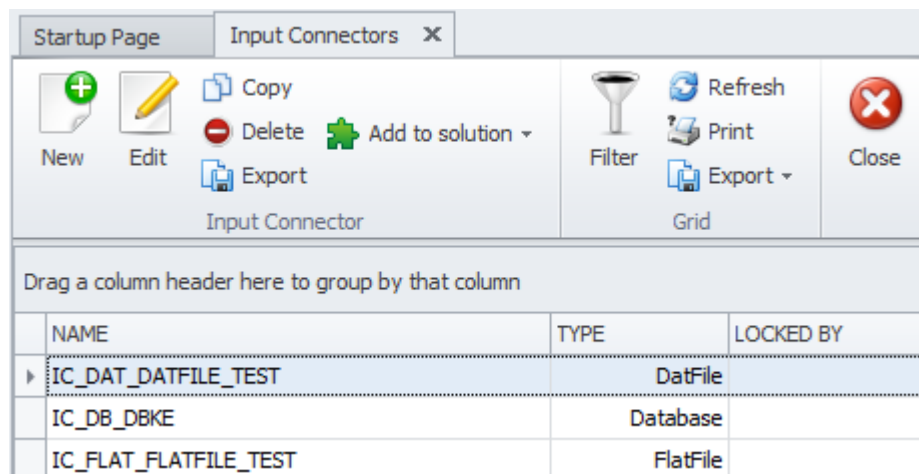 Startup Page Input Connectors
New
Edit
Copy
Delete
Export
Add to solution
Input Connector
Filter
Refresh
Print
Export
Grid
Close
Drag a column header here to group by that column
NAME TYPE LOCKED BY
IC_DAT_DATFILE_TEST DatFile
IC_DB_DBKE Database
IC_FLAT_FLATFILE_TEST FlatFile